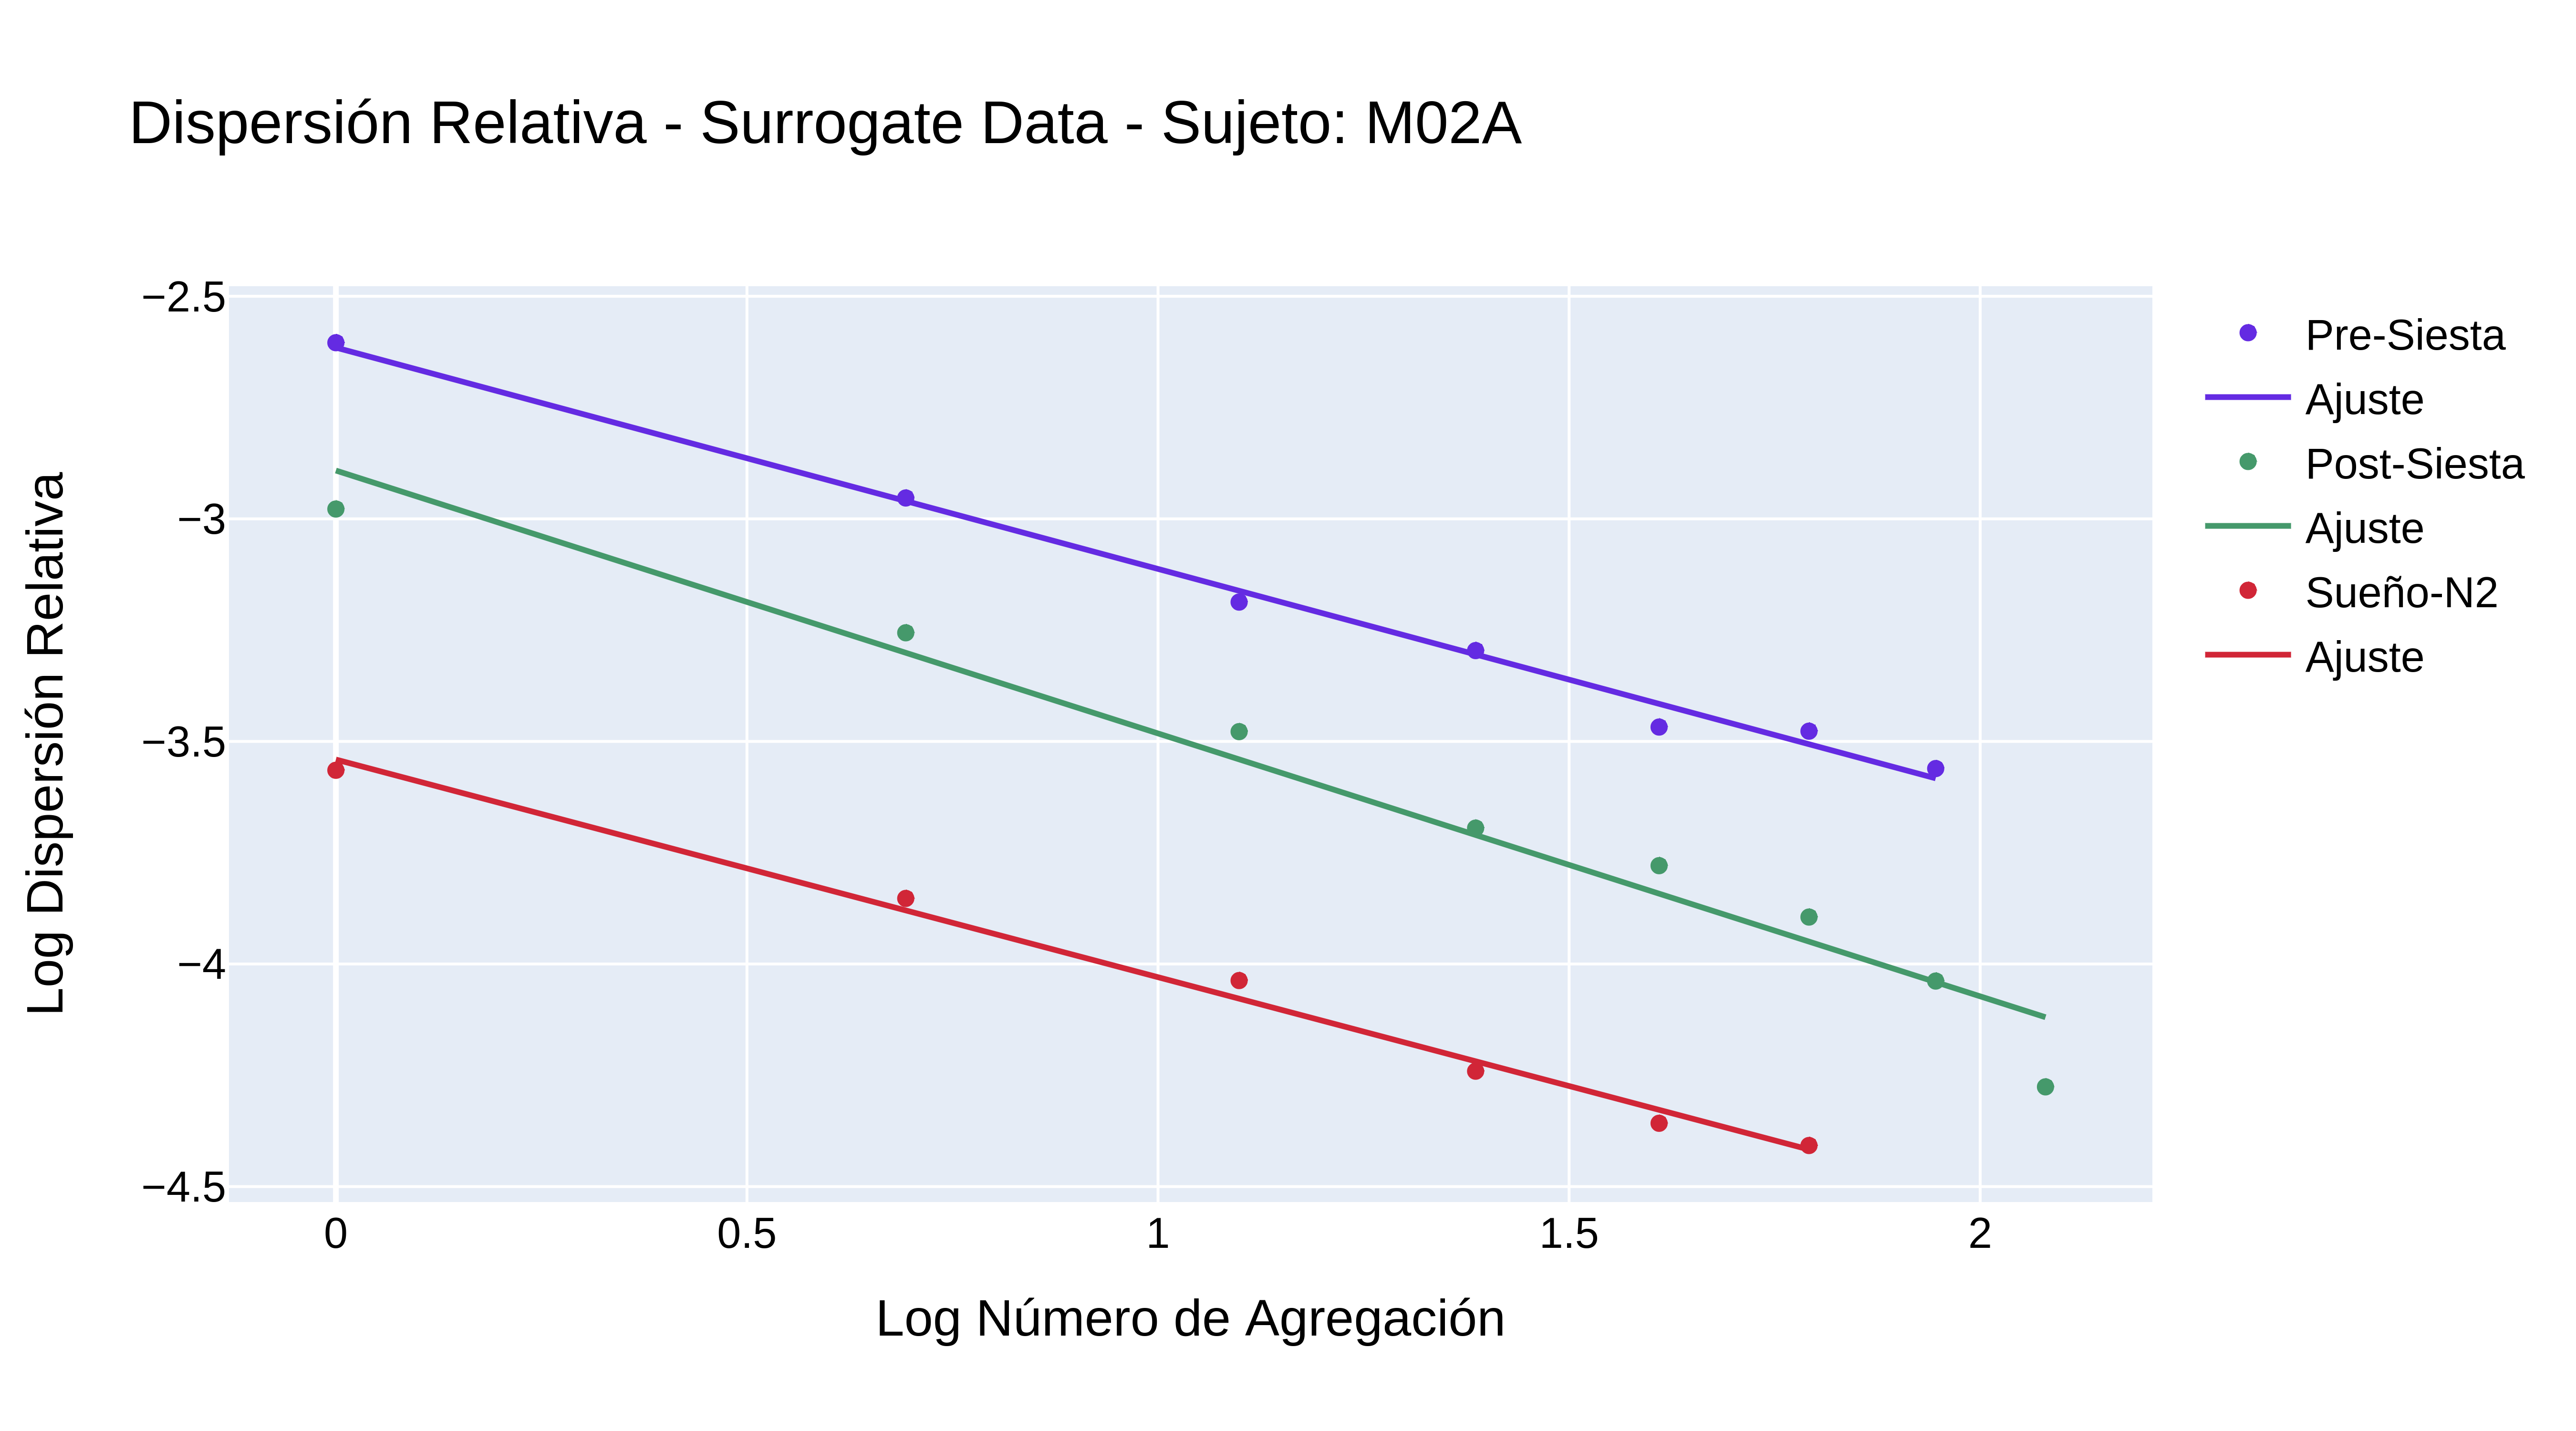 Dispersión Relativa - Surrogate Data - Sujeto: M02A
Log Dispersión Relativa
−2.5
−3
−3.5
−4
−4.5
0
0.5
1
1.5
2
Log Número de Agregación
Pre-Siesta
Ajuste
Post-Siesta
Ajuste
Sueño-N2
Ajuste